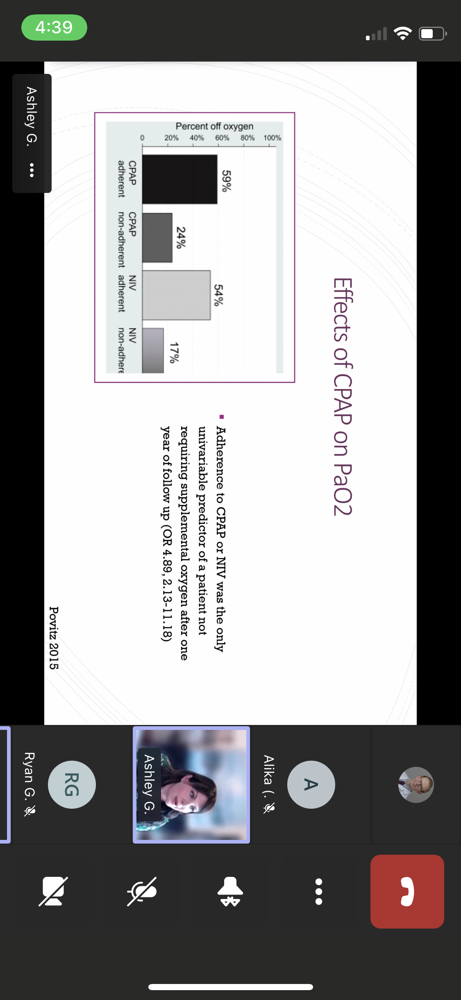 4:39
Effects of CPAP on PaO2
Percent off oxygen
100%
80%
60%
40%
20%
0
59%
24%
54%
17%
CPAP
adherent
CPAP
non-adherent
NIV
adherent
NIV
non-adhere
▪ Adherence to CPAP or NIV was the only
univariable predictor of a patient not
requiring supplemental oxygen after one
year of follow up (OR 4.89, 2.13-11.18)
Povitz 2015
Ashley G. •••
A
Alika (.
Ashley G.
RG
Ryan G.